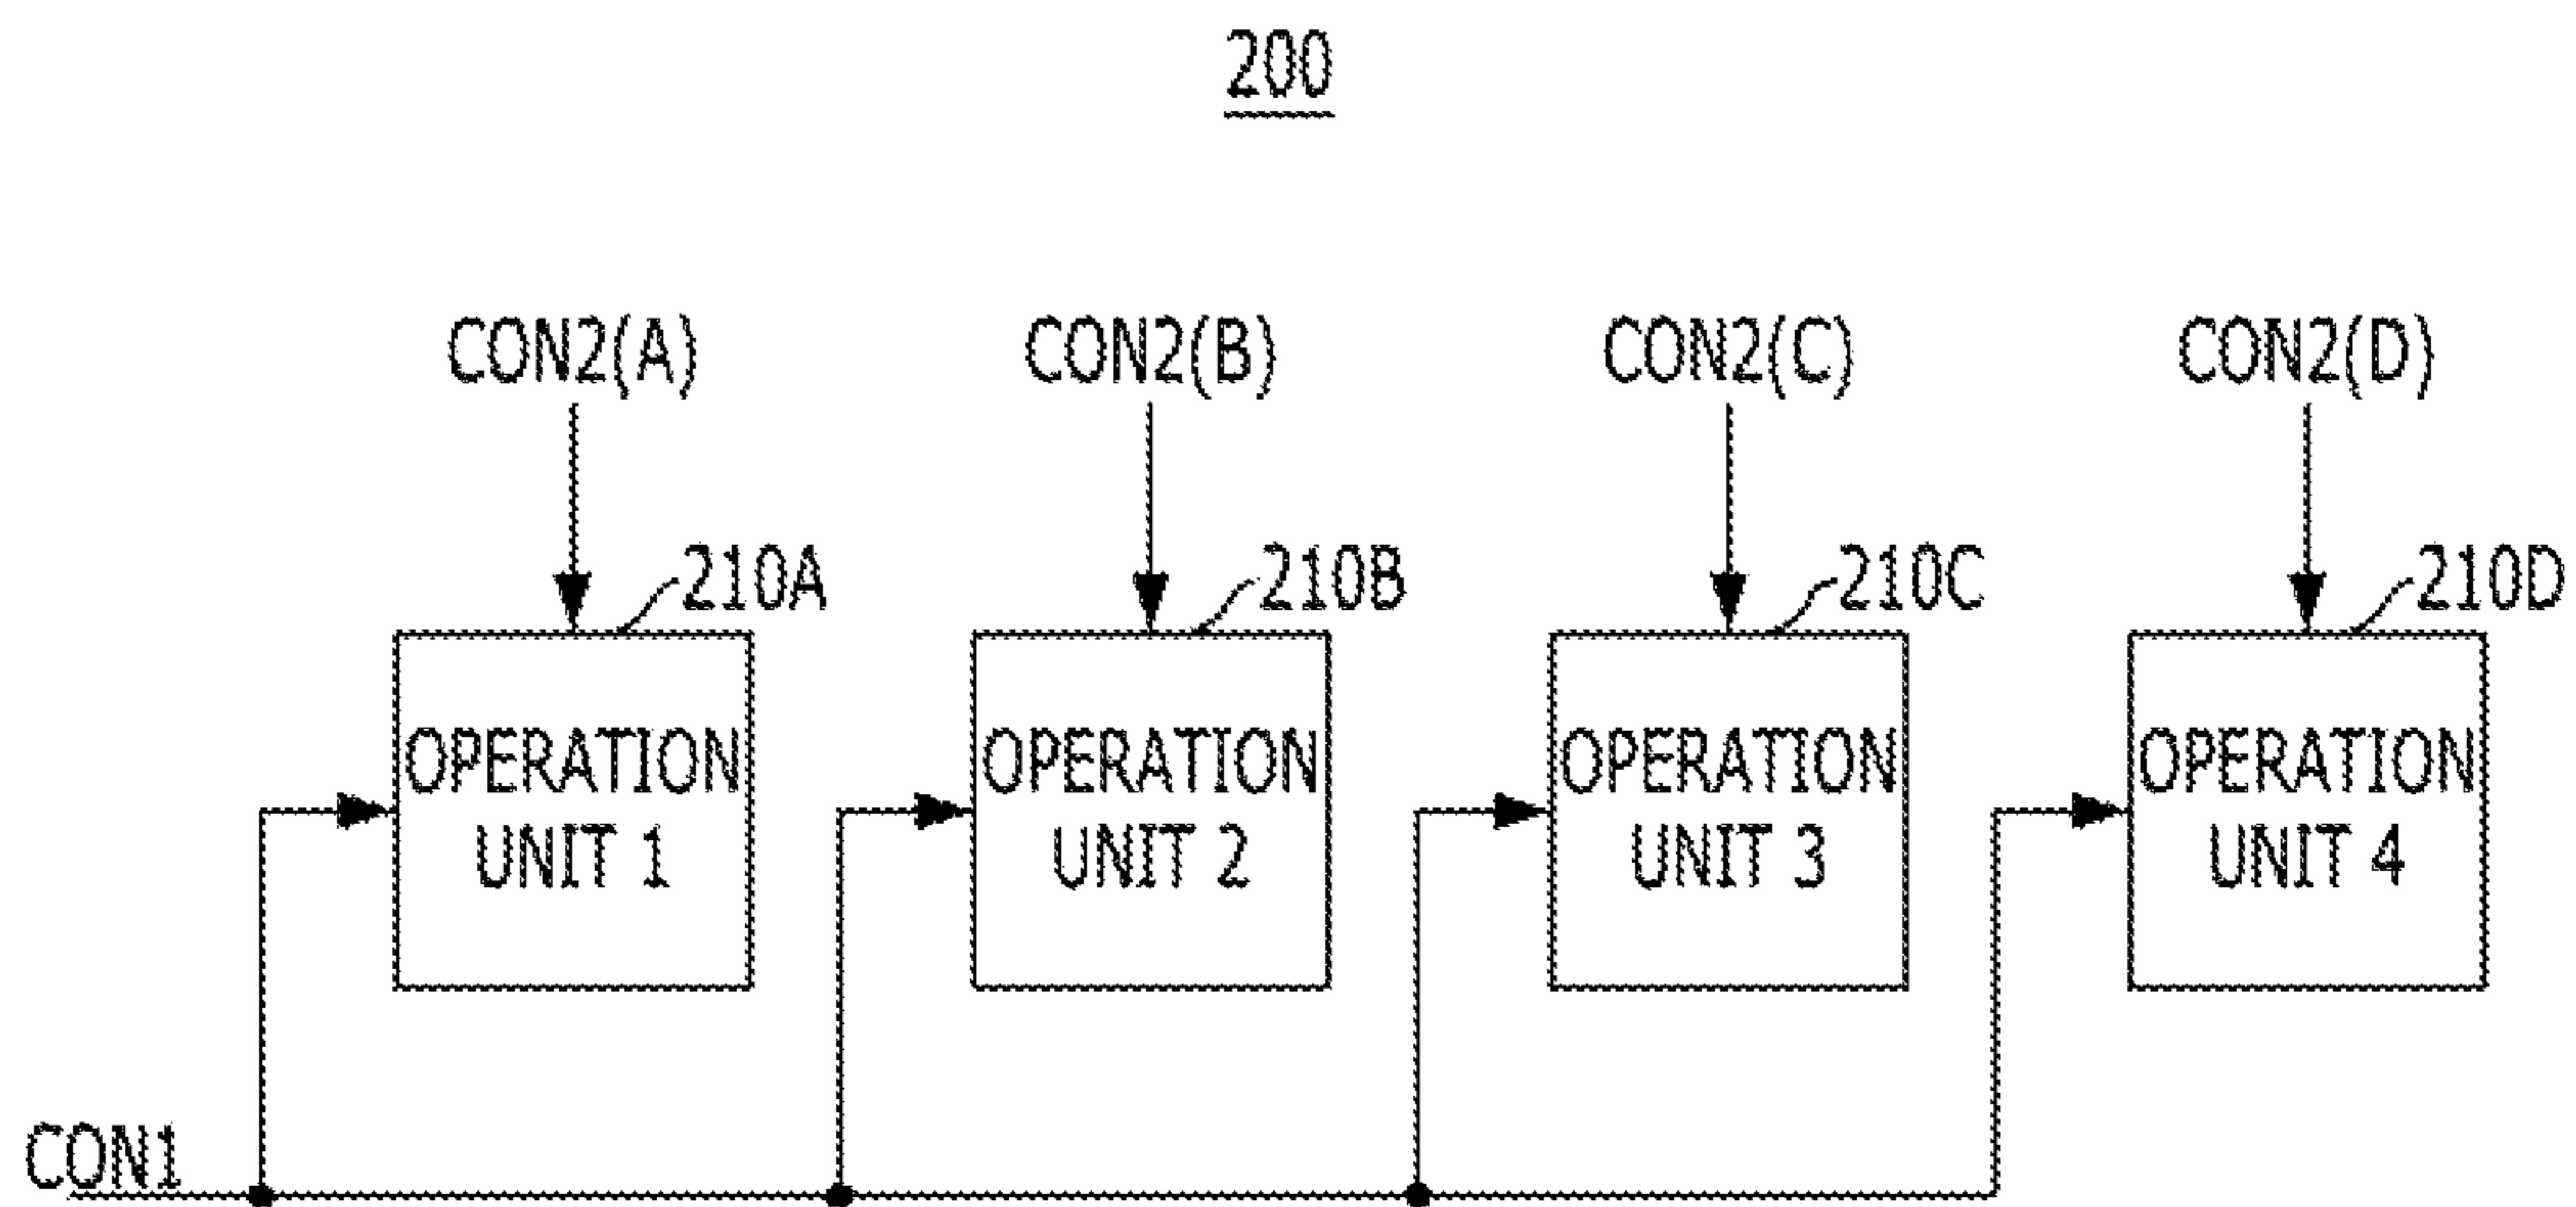 200
CON2(A) CON2(B) CON2(C) CON2(D)
210A 210B 210C 210D
OPERATION UNIT 1
OPERATION UNIT 2
OPERATION UNIT 3
OPERATION UNIT 4
CON1